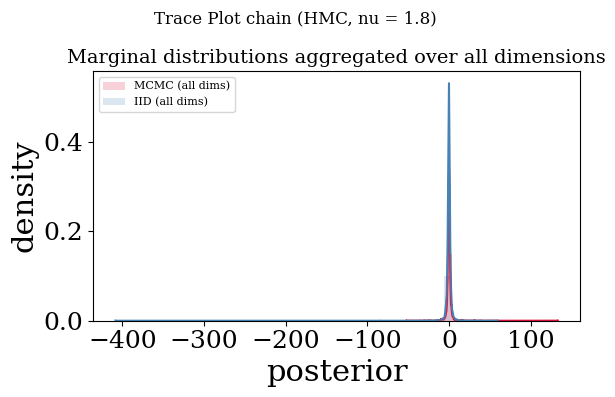 Trace Plot chain (HMC, nu = 1.8)
Marginal distributions aggregated over all dimensions
MCMC (all dims)
IID (all dims)
density
0.4
0.2
0.0
−400
−300
−200
−100
0
100
posterior